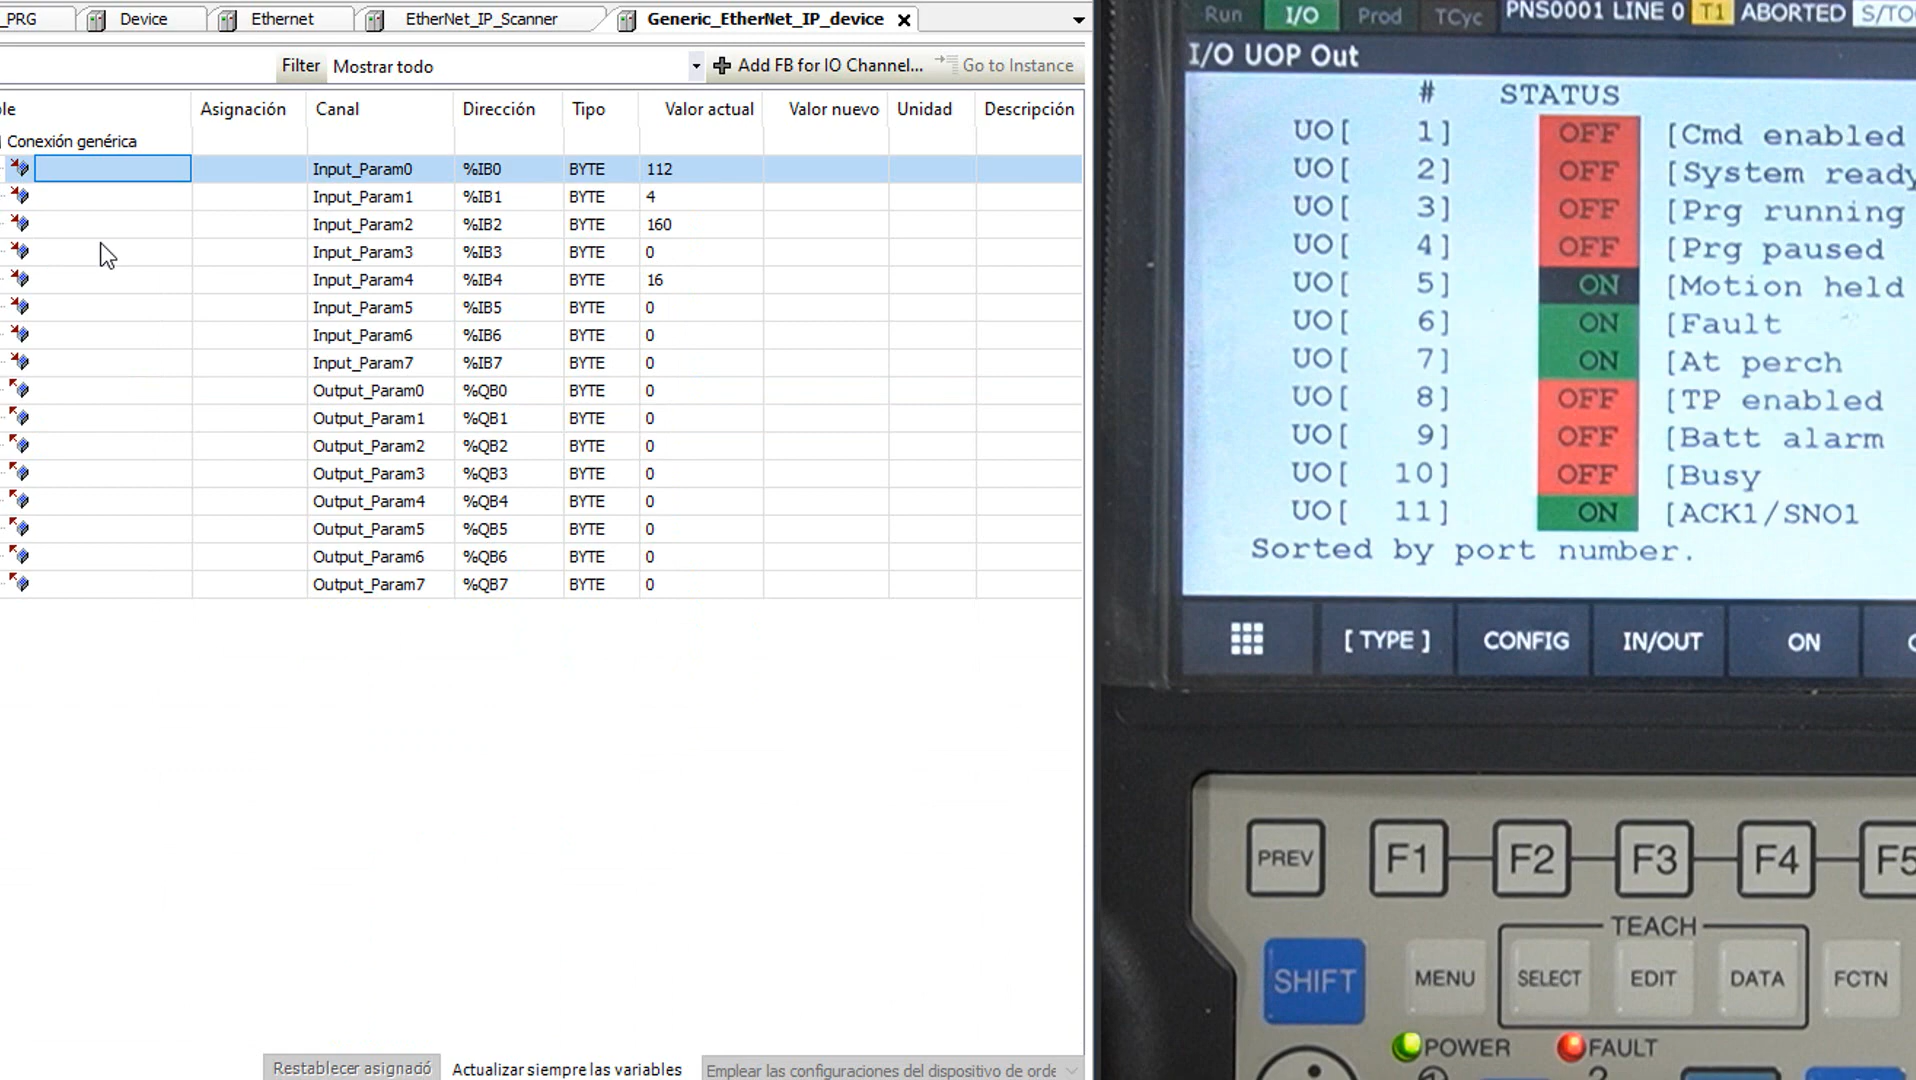 _PRG Device Ethernet EtherNet_IP_Scanner Generic_EtherNet_IP_device
Filter Mostrar todo Add FB for IO Channel... Go to Instance
Asignación Canal Dirección Tipo Valor actual Valor nuevo Unidad Descripción
Conexión genérica
Input_Param0 %IB0 BYTE 112
Input_Param1 %IB1 BYTE 4
Input_Param2 %IB2 BYTE 160
Input_Param3 %IB3 BYTE 0
Input_Param4 %IB4 BYTE 16
Input_Param5 %IB5 BYTE 0
Input_Param6 %IB6 BYTE 0
Input_Param7 %IB7 BYTE 0
Output_Param0 %QB0 BYTE 0
Output_Param1 %QB1 BYTE 0
Output_Param2 %QB2 BYTE 0
Output_Param3 %QB3 BYTE 0
Output_Param4 %QB4 BYTE 0
Output_Param5 %QB5 BYTE 0
Output_Param6 %QB6 BYTE 0
Output_Param7 %QB7 BYTE 0
Restablecer asignació Actualizar siempre las variables Emplear las configuraciones del dispositivo de orde
Run I/O Prod TCyc PNS0001 LINE 0 T1 ABORTED S/TO
I/O UOP Out
# STATUS
UO[ 1] OFF [Cmd enabled
UO[ 2] OFF [System ready
UO[ 3] OFF [Prg running
UO[ 4] OFF [Prg paused
UO[ 5] ON [Motion held
UO[ 6] ON [Fault
UO[ 7] ON [At perch
UO[ 8] OFF [TP enabled
UO[ 9] OFF [Batt alarm
UO[ 10] OFF [Busy
UO[ 11] ON [ACK1/SNO1
Sorted by port number.
[ TYPE ] CONFIG IN/OUT ON
PREV F1 F2 F3 F4 F5
TEACH
SHIFT MENU SELECT EDIT DATA FCTN
POWER FAULT